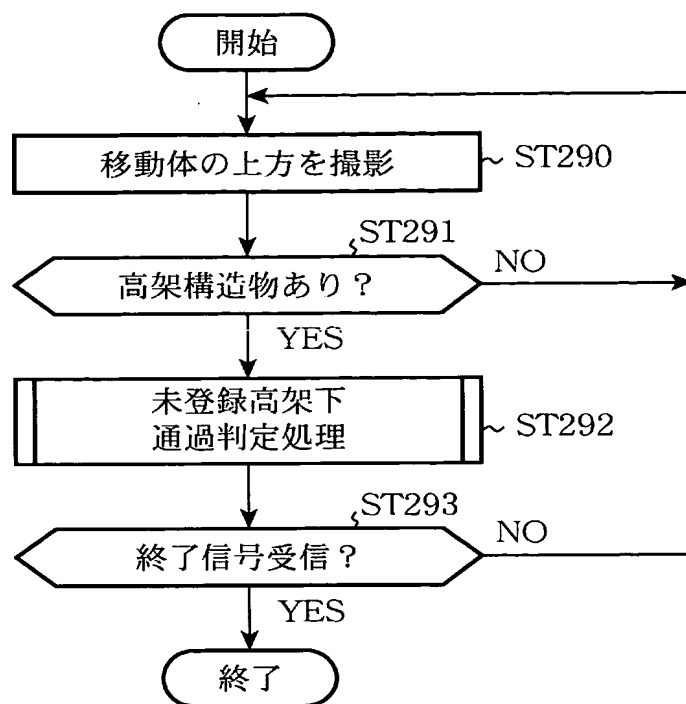 開始
移動体の上方を撮影
ST290
ST291
高架構造物あり？
NO
YES
未登録高架下
通過判定処理
ST292
ST293
終了信号受信？
NO
YES
終了